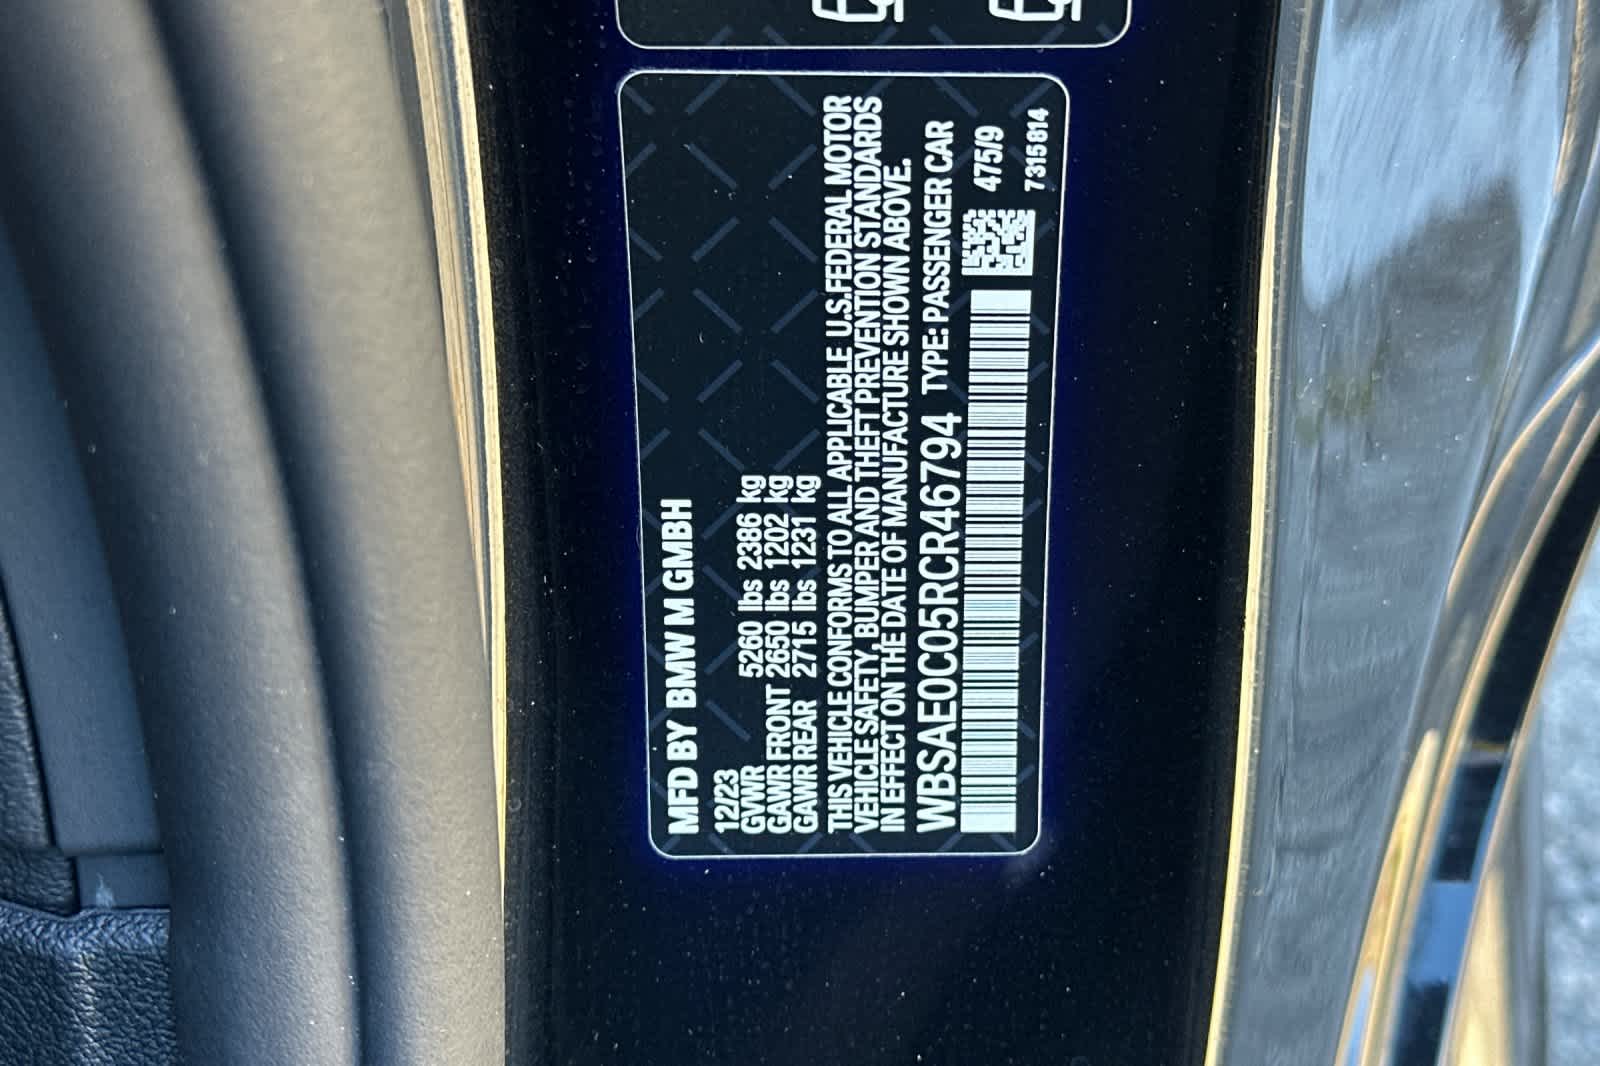 MFD BY BMW M GMBH
12/23
GVWR 5260 lbs 2386 kg
GAWR FRONT 2650 lbs 1202 kg
GAWR REAR 2715 lbs 1231 kg
THIS VEHICLE CONFORMS TO ALL APPLICABLE U.S.FEDERAL MOTOR
VEHICLE SAFETY, BUMPER AND THEFT PREVENTION STANDARDS
IN EFFECT ON THE DATE OF MANUFACTURE SHOWN ABOVE.
WBSAE0C05RCR46794 TYPE: PASSENGER CAR
475/9
7315814